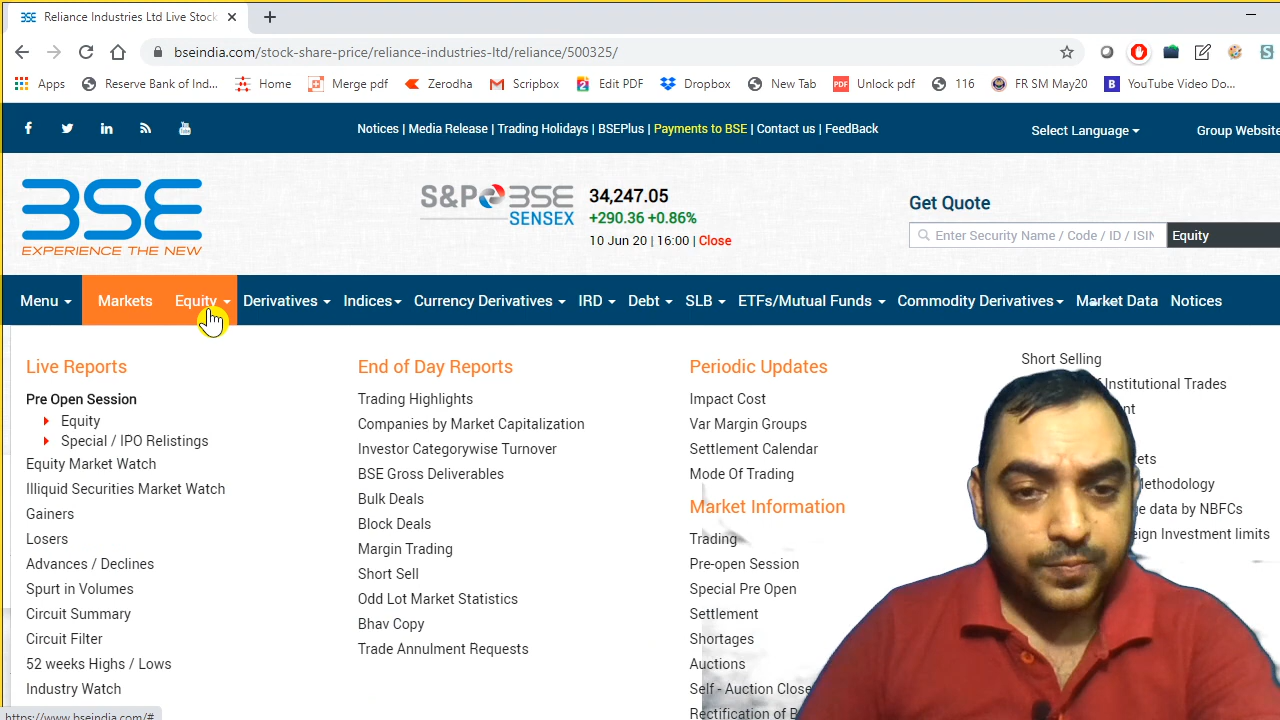 Reliance Industries Ltd Live Stock
bseindia.com/stock-share-price/reliance-industries-ltd/reliance/500325/
Apps Reserve Bank of Ind... Home Merge pdf Zerodha Scripbox Edit PDF Dropbox New Tab Unlock pdf 116 FR SM May20 YouTube Video Do...
Notices | Media Release | Trading Holidays | BSEPlus | Payments to BSE | Contact us | FeedBack
Select Language
Group Website
BSE
EXPERIENCE THE NEW
S&P BSE
SENSEX
34,247.05
+290.36 +0.86%
10 Jun 20 | 16:00 | Close
Get Quote
Enter Security Name / Code / ID / ISIN
Equity
Menu Markets Equity Derivatives Indices Currency Derivatives IRD Debt SLB ETFs/Mutual Funds Commodity Derivatives Market Data Notices
Live Reports
Pre Open Session
Equity
Special / IPO Relistings
Equity Market Watch
Illiquid Securities Market Watch
Gainers
Losers
Advances / Declines
Spurt in Volumes
Circuit Summary
Circuit Filter
52 weeks Highs / Lows
Industry Watch
End of Day Reports
Trading Highlights
Companies by Market Capitalization
Investor Categorywise Turnover
BSE Gross Deliverables
Bulk Deals
Block Deals
Margin Trading
Short Sell
Odd Lot Market Statistics
Bhav Copy
Trade Annulment Requests
Periodic Updates
Impact Cost
Var Margin Groups
Settlement Calendar
Mode Of Trading
Market Information
Trading
Pre-open Session
Special Pre Open
Settlement
Shortages
Auctions
Self - Auction Close
Rectification of
Short Selling
Institutional Trades
data by NBFCs
Investment limits
https://www.bseindia.com/#